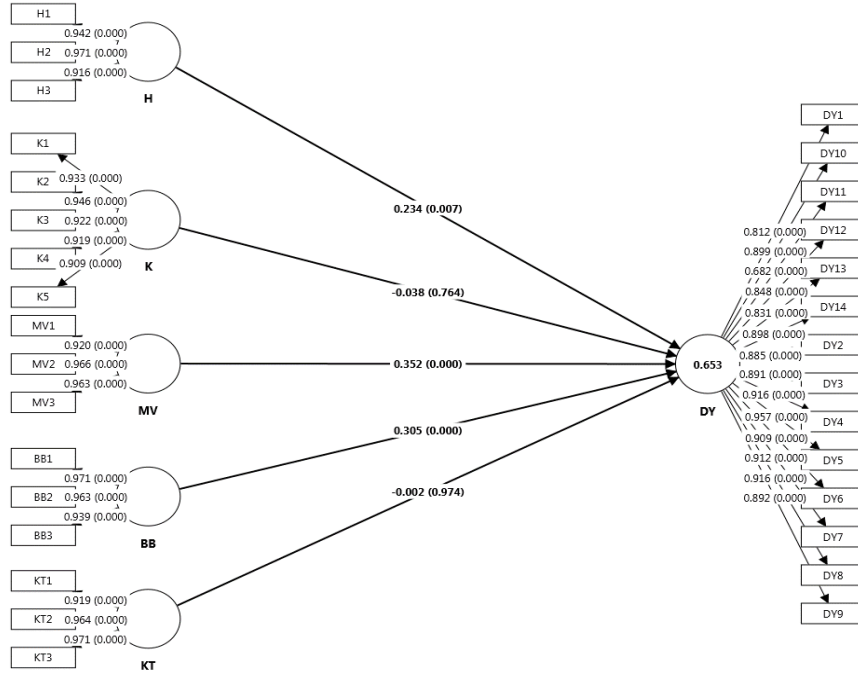 H1
0.942 (0.000)
H2
0.971 (0.000)
0.916 (0.000)
H3
H
K1
0.933 (0.000)
K2
0.946 (0.000)
K3
0.922 (0.000)
0.919 (0.000)
K4
0.909 (0.000)
K5
K
MV1
0.920 (0.000)
MV2
0.966 (0.000)
0.963 (0.000)
MV3
MV
BB1
0.971 (0.000)
BB2
0.963 (0.000)
0.939 (0.000)
BB3
BB
KT1
0.919 (0.000)
KT2
0.964 (0.000)
0.971 (0.000)
KT3
KT
0.234 (0.007)
-0.038 (0.764)
0.352 (0.000)
0.305 (0.000)
-0.002 (0.974)
0.653
DY
0.812 (0.000)
0.899 (0.000)
0.682 (0.000)
0.848 (0.000)
0.831 (0.000)
0.898 (0.000)
0.885 (0.000)
0.891 (0.000)
0.916 (0.000)
0.957 (0.000)
0.909 (0.000)
0.912 (0.000)
0.916 (0.000)
0.892 (0.000)
DY1
DY10
DY11
DY12
DY13
DY14
DY2
DY3
DY4
DY5
DY6
DY7
DY8
DY9